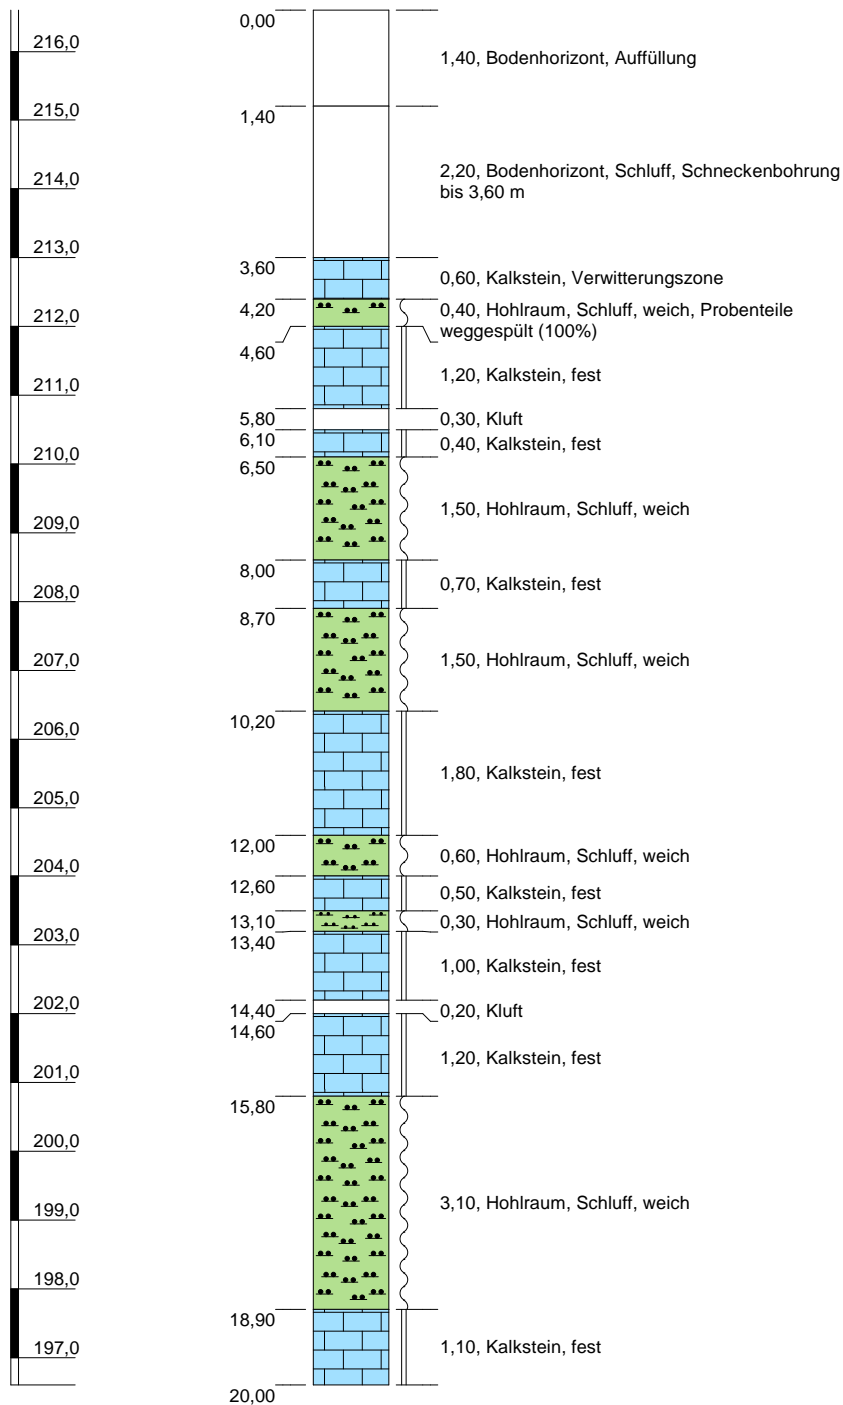 0,00
216,0
1,40, Bodenhorizont, Auffüllung
215,0
1,40
2,20, Bodenhorizont, Schluff, Schneckenbohrung
bis 3,60 m
214,0
213,0
3,60
0,60, Kalkstein, Verwitterungszone
4,20
0,40, Hohlraum, Schluff, weich, Probenteile
weggespült (100%)
212,0
4,60
1,20, Kalkstein, fest
211,0
5,80
0,30, Kluft
6,10
0,40, Kalkstein, fest
210,0
6,50
1,50, Hohlraum, Schluff, weich
209,0
8,00
0,70, Kalkstein, fest
208,0
8,70
207,0
1,50, Hohlraum, Schluff, weich
10,20
206,0
1,80, Kalkstein, fest
205,0
12,00
0,60, Hohlraum, Schluff, weich
204,0
12,60
0,50, Kalkstein, fest
13,10
0,30, Hohlraum, Schluff, weich
203,0
13,40
1,00, Kalkstein, fest
202,0
14,40
0,20, Kluft
14,60
1,20, Kalkstein, fest
201,0
15,80
200,0
3,10, Hohlraum, Schluff, weich
199,0
198,0
18,90
1,10, Kalkstein, fest
197,0
20,00